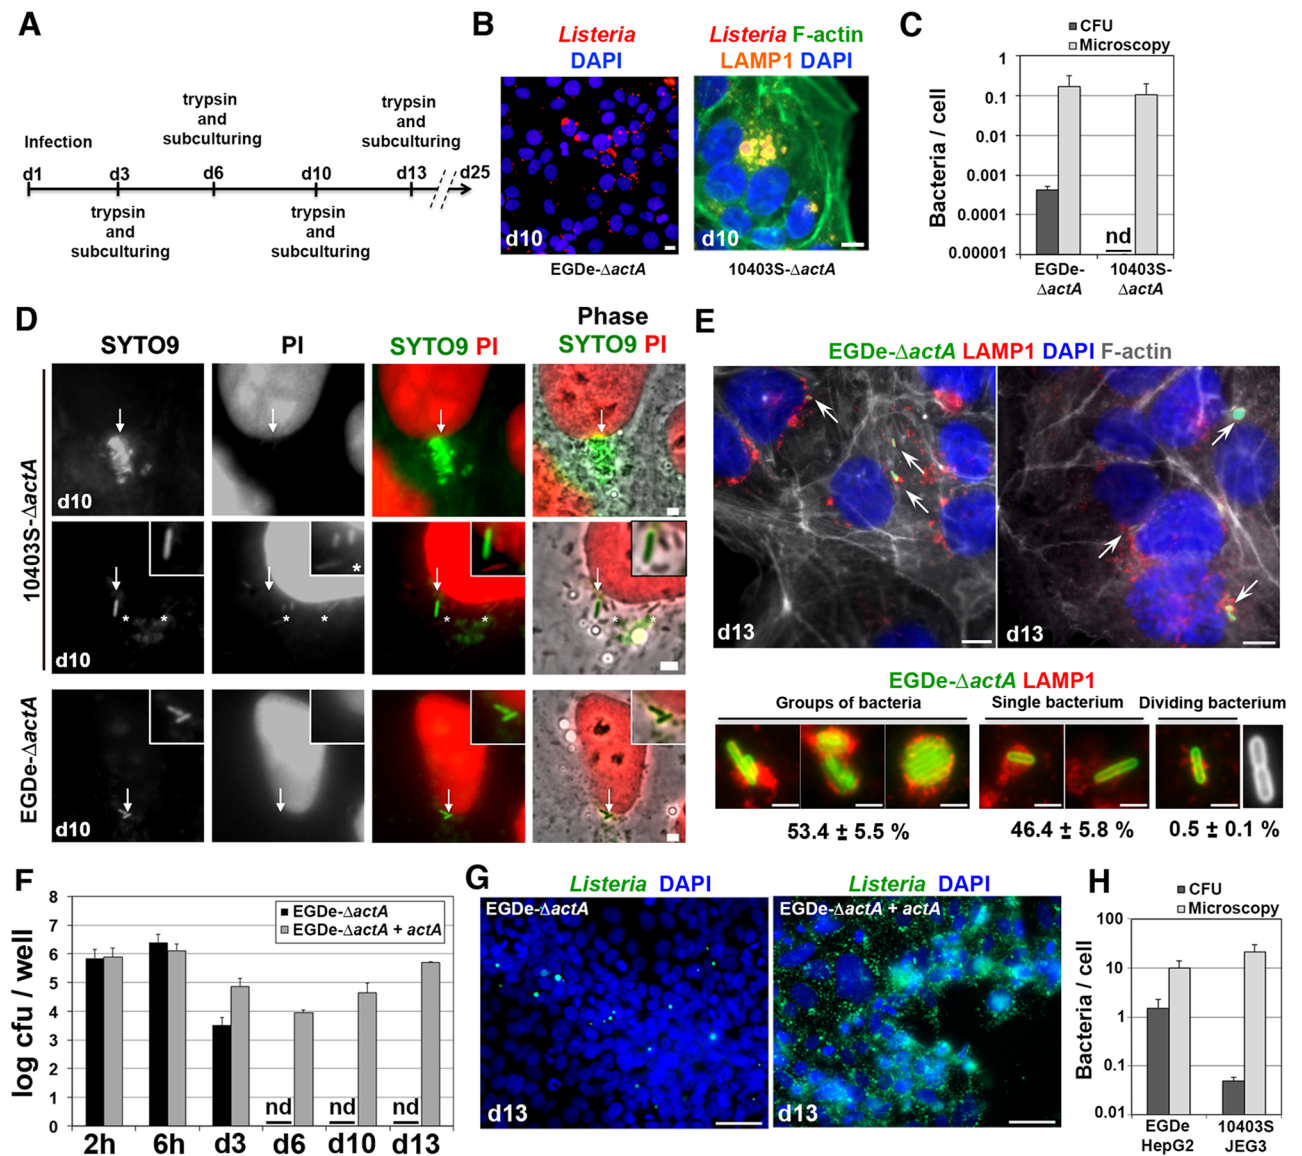 A
Infection
trypsin
and
subculturing
trypsin
and
subculturing
d1
d3
d6
d10
d13
d25
trypsin
and
subculturing
trypsin
and
subculturing
B
Listeria
DAPI
Listeria F-actin
LAMP1 DAPI
d10
d10
EGDe-ΔactA
10403S-ΔactA
C
CFU
Microscopy
Bacteria / cell
1
0.1
0.01
0.001
0.0001
0.00001
nd
EGDe-
ΔactA
10403S-
ΔactA
D
SYTO9
PI
SYTO9 PI
Phase
SYTO9 PI
10403S-ΔactA
d10
d10
* *
* *
* *
* *
*
EGDe-ΔactA
d10
E
EGDe-ΔactA LAMP1 DAPI F-actin
d13
d13
EGDe-ΔactA LAMP1
Groups of bacteria
Single bacterium
Dividing bacterium
53.4 ± 5.5 %
46.4 ± 5.8 %
0.5 ± 0.1 %
F
log cfu / well
8
7
6
5
4
3
2
1
0
EGDe-ΔactA
EGDe-ΔactA + actA
nd
nd
nd
2h
6h
d3
d6
d10
d13
G
Listeria DAPI
Listeria DAPI
EGDe-ΔactA
EGDe-ΔactA + actA
d13
d13
H
CFU
Microscopy
Bacteria / cell
100
10
1
0.1
0.01
EGDe
HepG2
10403S
JEG3